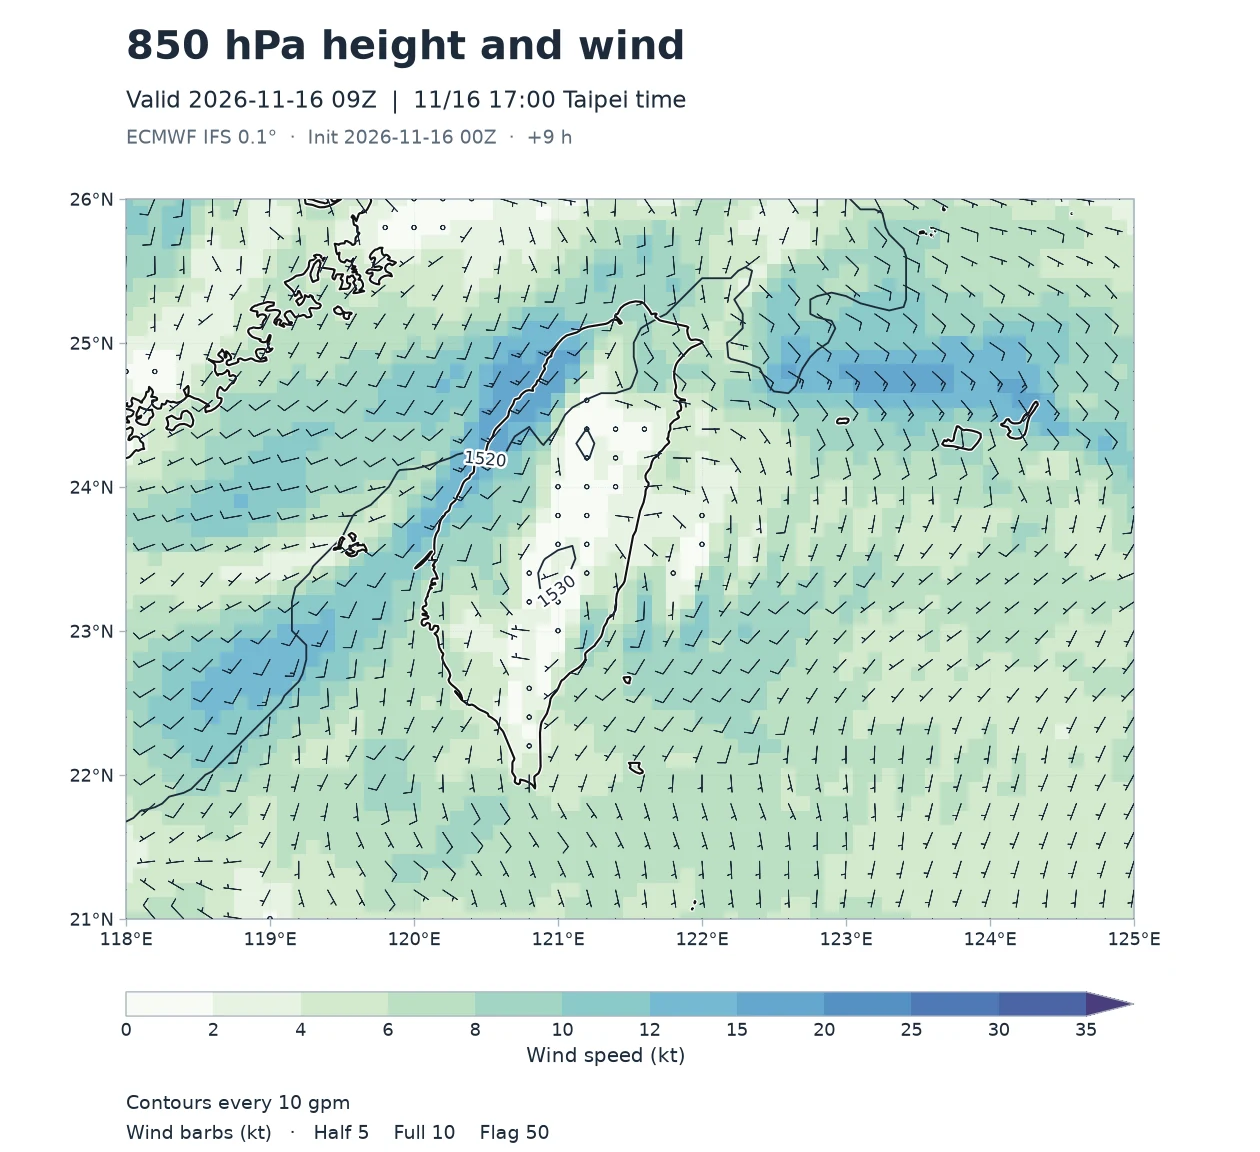 850 hPa height and wind
Valid 2026-11-16 09Z | 11/16 17:00 Taipei time
ECMWF IFS 0.1° · Init 2026-11-16 00Z · +9 h
26°N
25°N
24°N
23°N
22°N
21°N
1520
1530
118°E 119°E 120°E 121°E 122°E 123°E 124°E 125°E
0 2 4 6 8 10 12 15 20 25 30 35
Wind speed (kt)
Contours every 10 gpm
Wind barbs (kt) · Half 5 Full 10 Flag 50